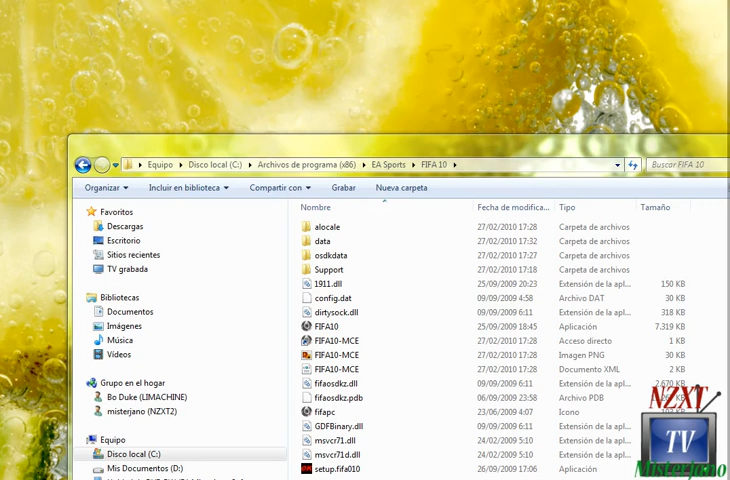 Equipo Disco local (C:) Archivos de programa (x86) EA Sports FIFA 10 Buscar FIFA 10
Organizar Incluir en biblioteca Compartir con Grabar Nueva carpeta
Favoritos
Descargas
Escritorio
Sitios recientes
TV grabada
Bibliotecas
Documentos
Imágenes
Música
Vídeos
Grupo en el hogar
Bo Duke (LIMACHINE)
misterjano (NZXT2)
Equipo
Disco local (C:)
Mis Documentos (D:)
Nombre Fecha de modifica... Tipo Tamaño
alocale 27/02/2010 17:28 Carpeta de archivos
data 27/02/2010 17:32 Carpeta de archivos
osdkdata 27/02/2010 17:27 Carpeta de archivos
Support 27/02/2010 17:18 Carpeta de archivos
1911.dll 25/09/2009 20:23 Extensión de la apl... 150 KB
config.dat 09/09/2009 4:58 Archivo DAT 30 KB
dirtysock.dll 09/09/2009 6:11 Extensión de la apl... 318 KB
FIFA10 25/09/2009 18:45 Aplicación 7.319 KB
FIFA10-MCE 27/02/2010 17:28 Acceso directo 1 KB
FIFA10-MCE 27/02/2010 17:28 Imagen PNG 30 KB
FIFA10-MCE 27/02/2010 17:28 Documento XML 2 KB
fifaosdkz.dll 09/09/2009 6:11 Extensión de la apl... 2.670 KB
fifaosdkz.pdb 06/09/2009 23:58 Archivo PDB
fifapc 23/06/2009 4:07 Icono
GDFBinary.dll 09/09/2009 6:11 Extensión de la apl...
msvcr71.dll 24/02/2009 5:10 Extensión de la apl...
msvcr71d.dll 24/02/2009 5:10 Extensión de la apl...
setup.fifa010 26/09/2009 17:06 Aplicación
NZXT
TV
Misterjano